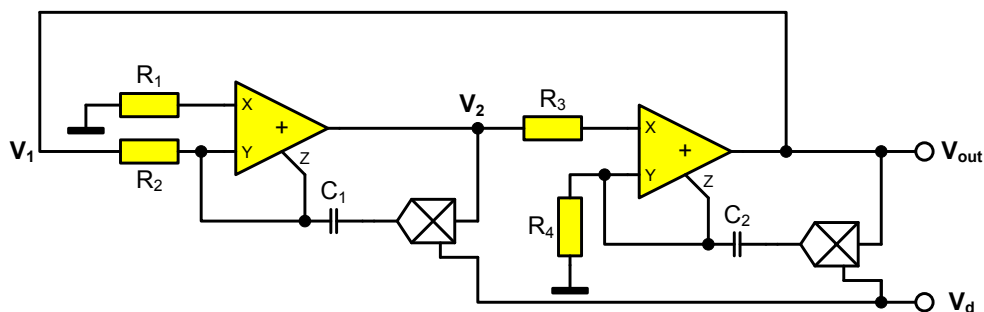 R1
X
+
Y
Z
V1
R2
C1
V2
R3
X
+
Y
Z
R4
C2
Vout
Vd